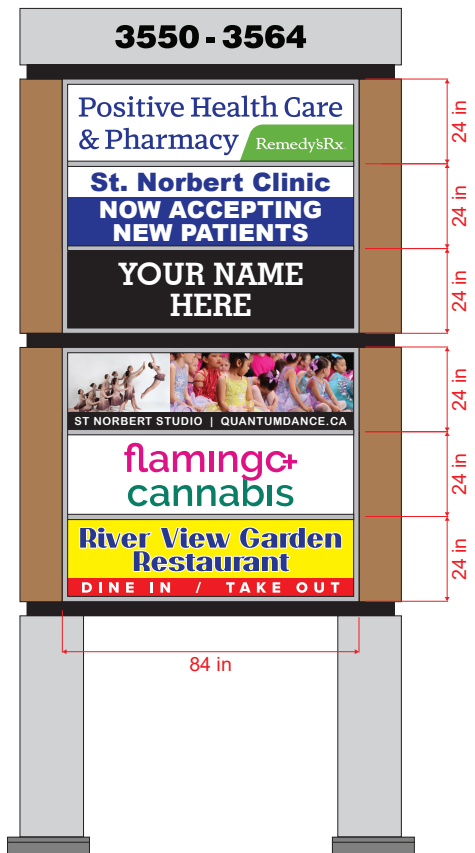 3550 - 3564
Positive Health Care
& Pharmacy Remedy'sRx.
24 in
St. Norbert Clinic
NOW ACCEPTING
NEW PATIENTS
24 in
YOUR NAME
HERE
24 in
ST NORBERT STUDIO | QUANTUMDANCE.CA
24 in
flamingo+
cannabis
24 in
River View Garden
Restaurant
DINE IN / TAKE OUT
24 in
84 in